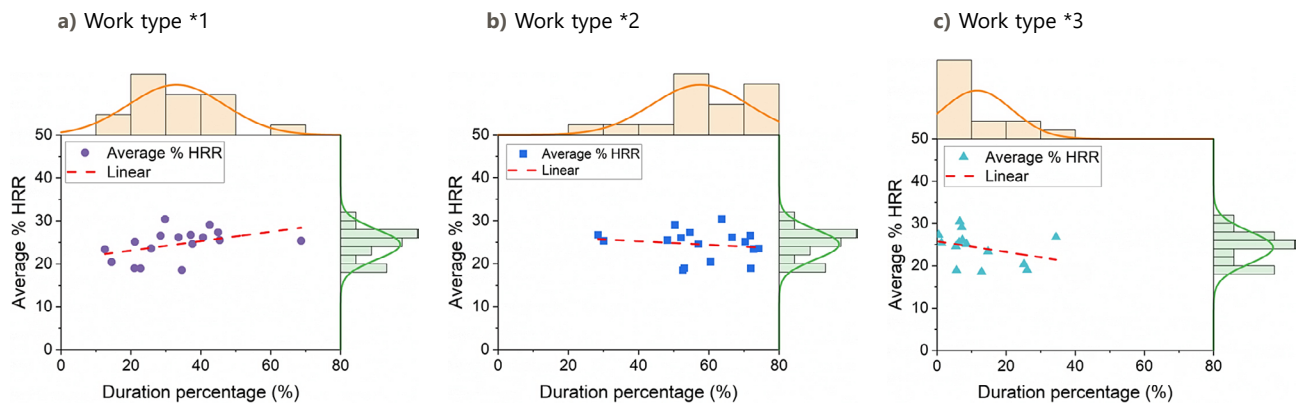 a) Work type *1
50
40
30
20
10
0
Average % HRR
Average % HRR
Linear
0 20 40 60 80
Duration percentage (%)
b) Work type *2
50
40
30
20
10
0
Average % HRR
Average % HRR
Linear
0 20 40 60 80
Duration percentage (%)
c) Work type *3
50
40
30
20
10
0
Average % HRR
Average % HRR
Linear
0 20 40 60 80
Duration percentage (%)